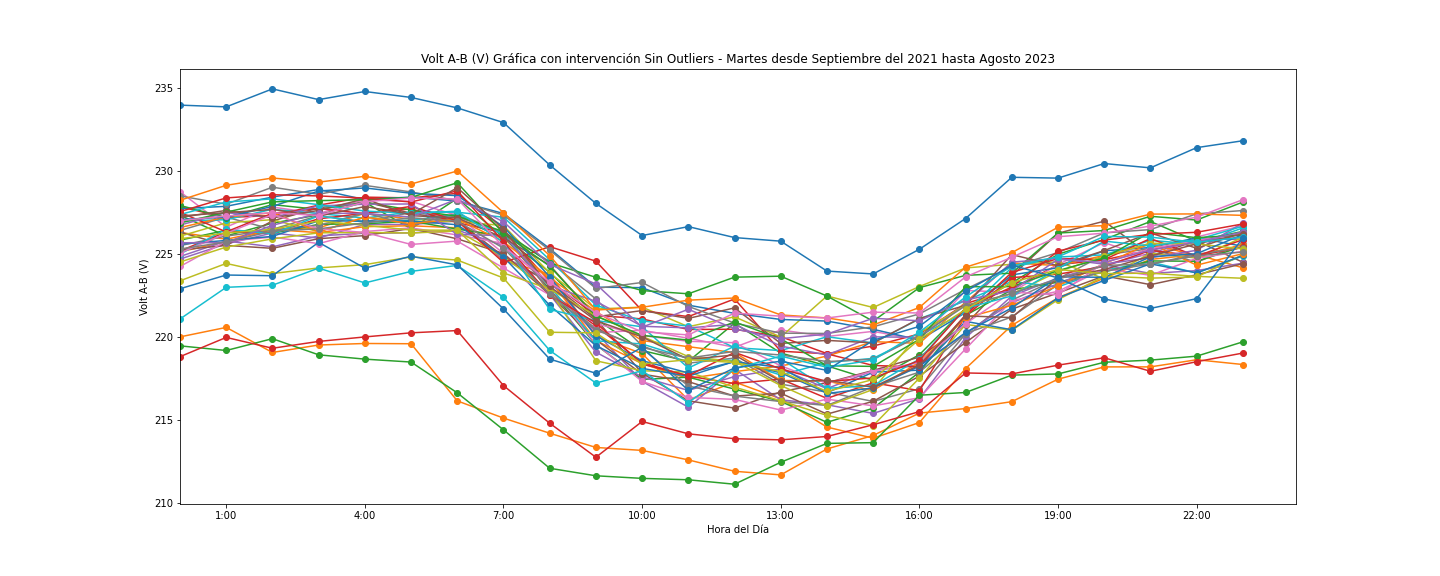 Volt A-B (V) Gráfica con intervención Sin Outliers - Martes desde Septiembre del 2021 hasta Agosto 2023
235
230
225
220
215
210
Volt A-B (V)
1:00 4:00 7:00 10:00 13:00 16:00 19:00 22:00
Hora del Día